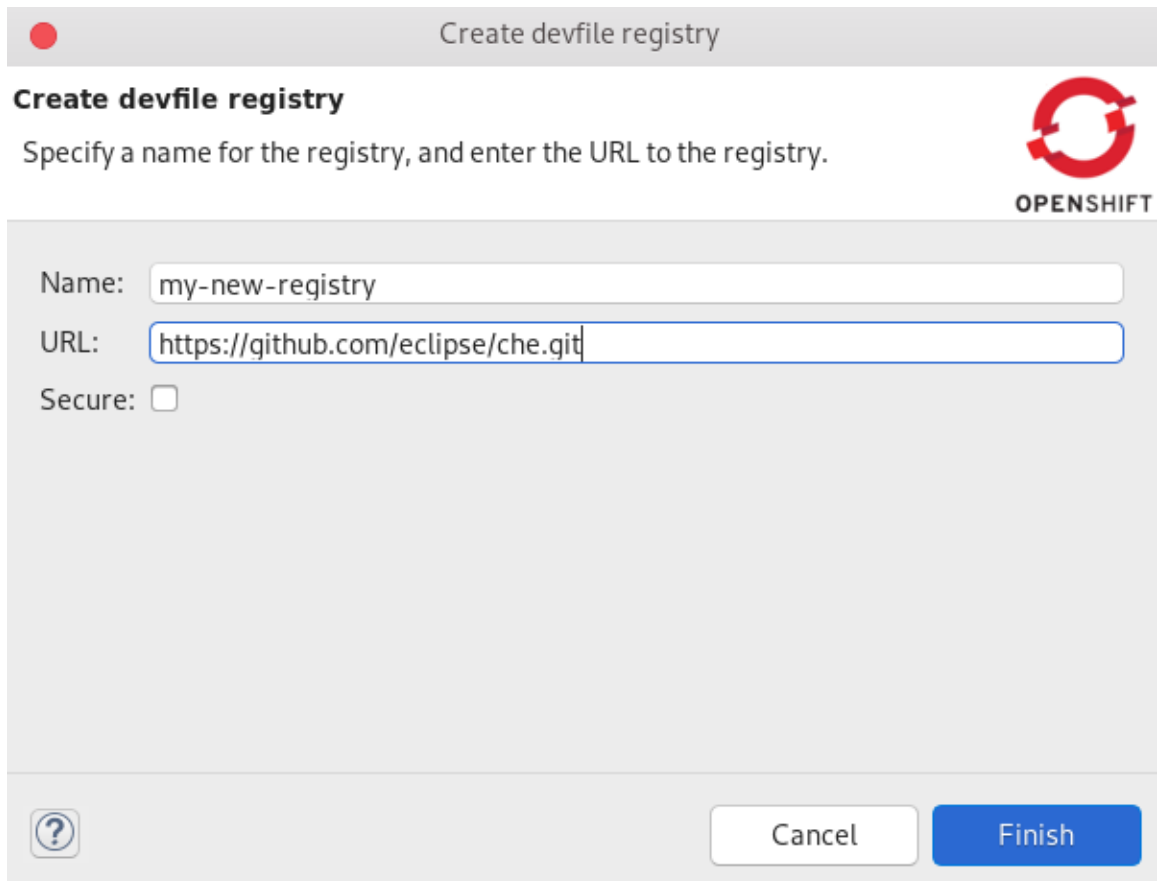 Create devfile registry
Create devfile registry
Specify a name for the registry, and enter the URL to the registry.
OPENSHIFT
Name: my-new-registry
URL: https://github.com/eclipse/che.git
Secure:
? Cancel Finish